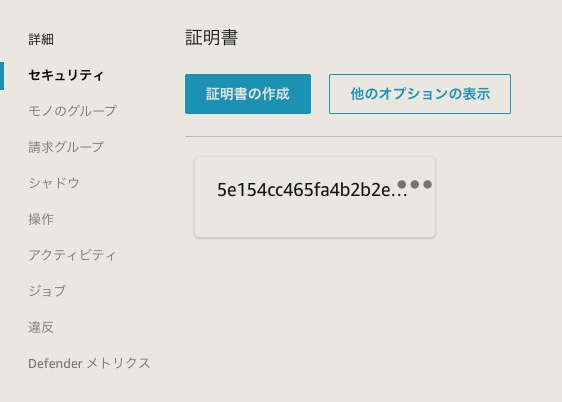 詳細
セキュリティ
モノのグループ
請求グループ
シャドウ
操作
アクティビティ
ジョブ
違反
Defender メトリクス
証明書
証明書の作成
他のオプションの表示
5e154cc465fa4b2b2e...